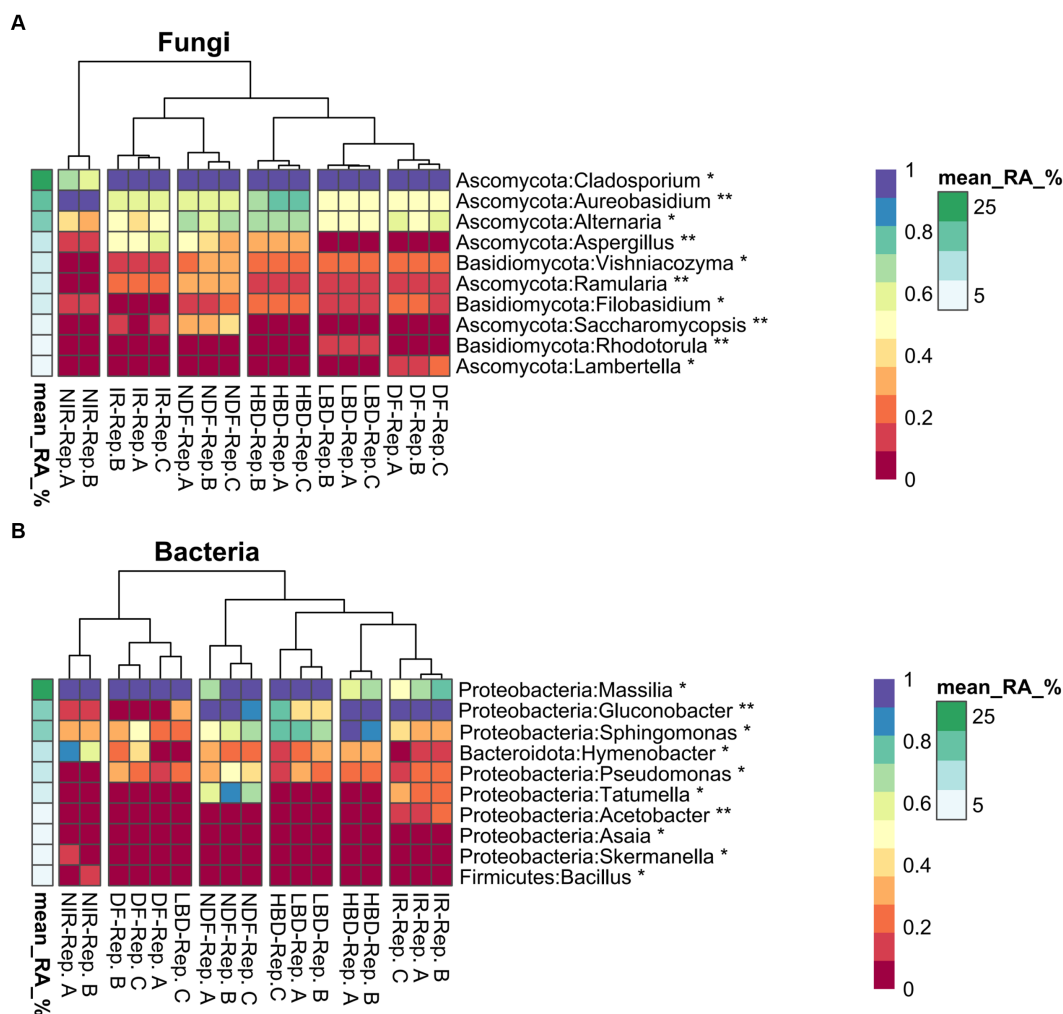 A
Fungi
Ascomycota:Cladosporium *
Ascomycota:Aureobasidium **
Ascomycota:Alternaria *
Ascomycota:Aspergillus **
Basidiomycota:Vishniacozyma *
Ascomycota:Ramularia **
Basidiomycota:Filobasidium *
Ascomycota:Saccharomycopsis **
Basidiomycota:Rhodotorula **
Ascomycota:Lambertella *
mean_RA_%
NIR-Rep.A
NIR-Rep.B
IR-Rep.B
IR-Rep.A
IR-Rep.C
NDF-Rep.A
NDF-Rep.B
NDF-Rep.C
HBD-Rep.B
HBD-Rep.A
HBD-Rep.C
LBD-Rep.B
LBD-Rep.A
LBD-Rep.C
DF-Rep.A
DF-Rep.B
DF-Rep.C
1
0.8
0.6
0.4
0.2
0
mean_RA_%
25
5
B
Bacteria
Proteobacteria:Massilia *
Proteobacteria:Gluconobacter **
Proteobacteria:Sphingomonas *
Bacteroidota:Hymenobacter *
Proteobacteria:Pseudomonas *
Proteobacteria:Tatumella *
Proteobacteria:Acetobacter **
Proteobacteria:Asaia *
Proteobacteria:Skermanella *
Firmicutes:Bacillus *
mean_RA_%
NIR-Rep. A
NIR-Rep. B
DF-Rep. B
DF-Rep. C
DF-Rep. A
LBD-Rep. C
NDF-Rep. A
NDF-Rep. B
NDF-Rep. C
HBD-Rep.C
LBD-Rep. A
LBD-Rep. B
HBD-Rep. A
HBD-Rep. B
IR-Rep. C
IR-Rep. A
IR-Rep. B
1
0.8
0.6
0.4
0.2
0
mean_RA_%
25
5